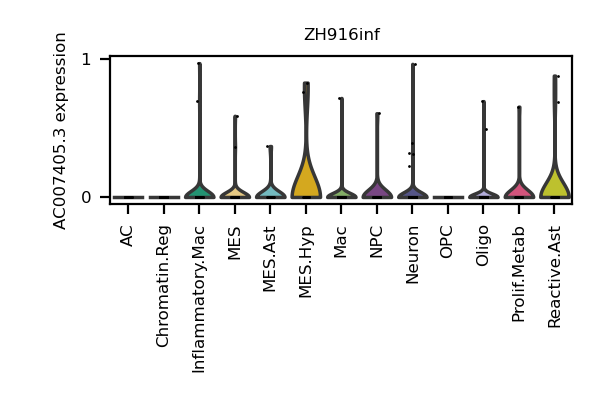 ZH916inf
AC007405.3 expression
1
0
AC
Chromatin.Reg
Inflammatory.Mac
MES
MES.Ast
MES.Hyp
Mac
NPC
Neuron
OPC
Oligo
Prolif.Metab
Reactive.Ast